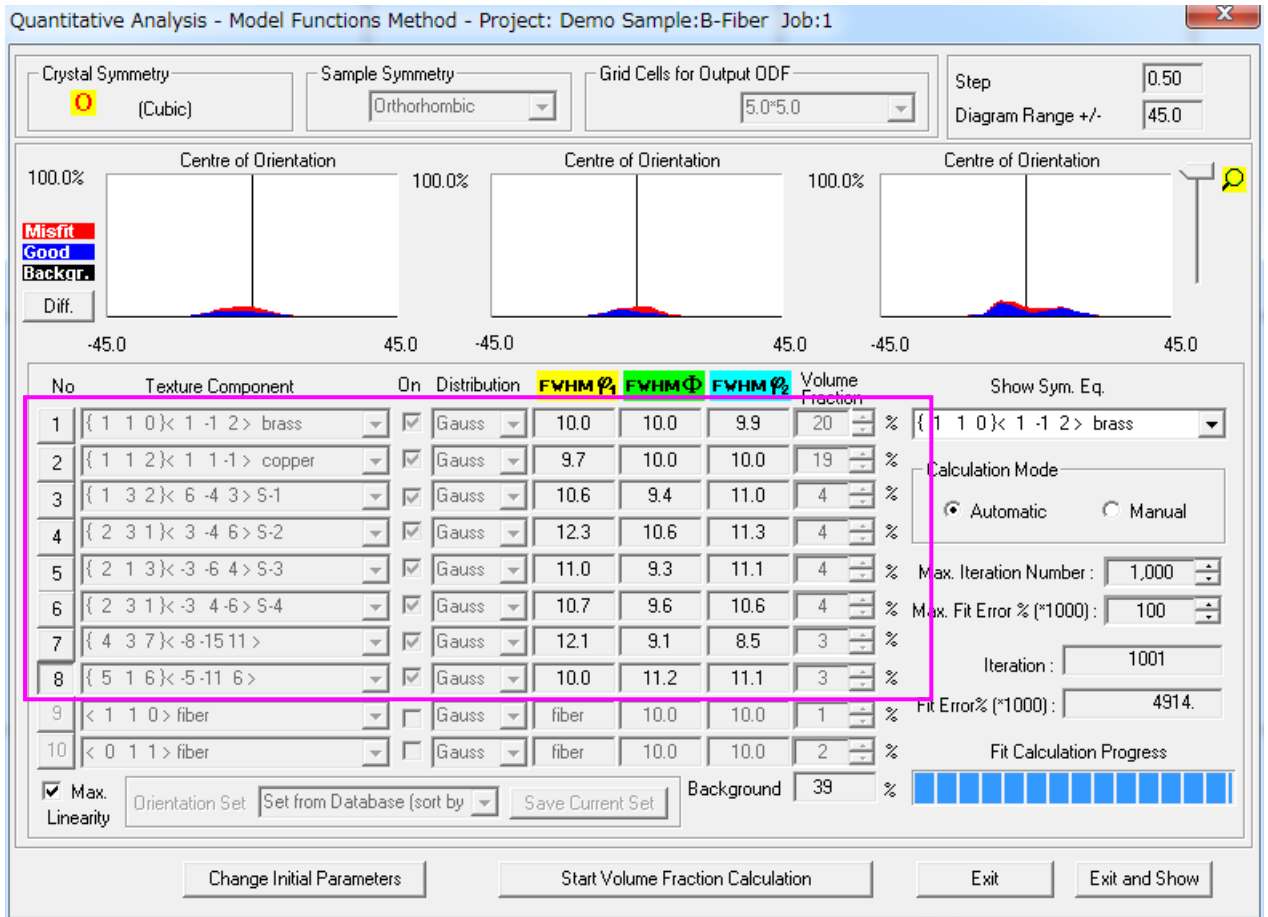 Quantitative Analysis - Model Functions Method - Project: Demo Sample:B-Fiber Job:1
X
Crystal Symmetry
O (Cubic)
Sample Symmetry
Orthorhombic
Grid Cells for Output ODF
5.0*5.0
Step 0.50
Diagram Range +/- 45.0
Centre of Orientation
Centre of Orientation
Centre of Orientation
100.0%
100.0%
100.0%
Misfit
Good
Backgr.
Diff.
-45.0 45.0 -45.0 45.0 -45.0 45.0
No Texture Component On Distribution FWHM φ1 FWHM Φ FWHM φ2 Volume Fraction
1 { 1 1 0}< 1 -1 2> brass Gauss 10.0 10.0 9.9 20 %
2 { 1 1 2}< 1 1 -1 > copper Gauss 9.7 10.0 10.0 19 %
3 { 1 3 2}< 6 -4 3> S-1 Gauss 10.6 9.4 11.0 4 %
4 { 2 3 1}< 3 -4 6> S-2 Gauss 12.3 10.6 11.3 4 %
5 { 2 1 3}< -3 -6 4> S-3 Gauss 11.0 9.3 11.1 4 %
6 { 2 3 1}< -3 4 -6> S-4 Gauss 10.7 9.6 10.6 4 %
7 { 4 3 7}< -8 -15 11 > Gauss 12.1 9.1 8.5 3 %
8 { 5 1 6}< -5 -11 6> Gauss 10.0 11.2 11.1 3 %
9 < 1 1 0> fiber Gauss fiber 10.0 10.0 1 %
10 < 0 1 1> fiber Gauss fiber 10.0 10.0 2 %
Show Sym. Eq.
{ 1 1 0}< 1 -1 2> brass
Calculation Mode
Automatic Manual
Max. Iteration Number : 1,000
Max. Fit Error % (*1000) : 100
Iteration : 1001
Fit Error% (*1000) : 4914.
Fit Calculation Progress
Max. Linearity
Orientation Set Set from Database (sort by Save Current Set
Background 39 %
Change Initial Parameters Start Volume Fraction Calculation Exit Exit and Show